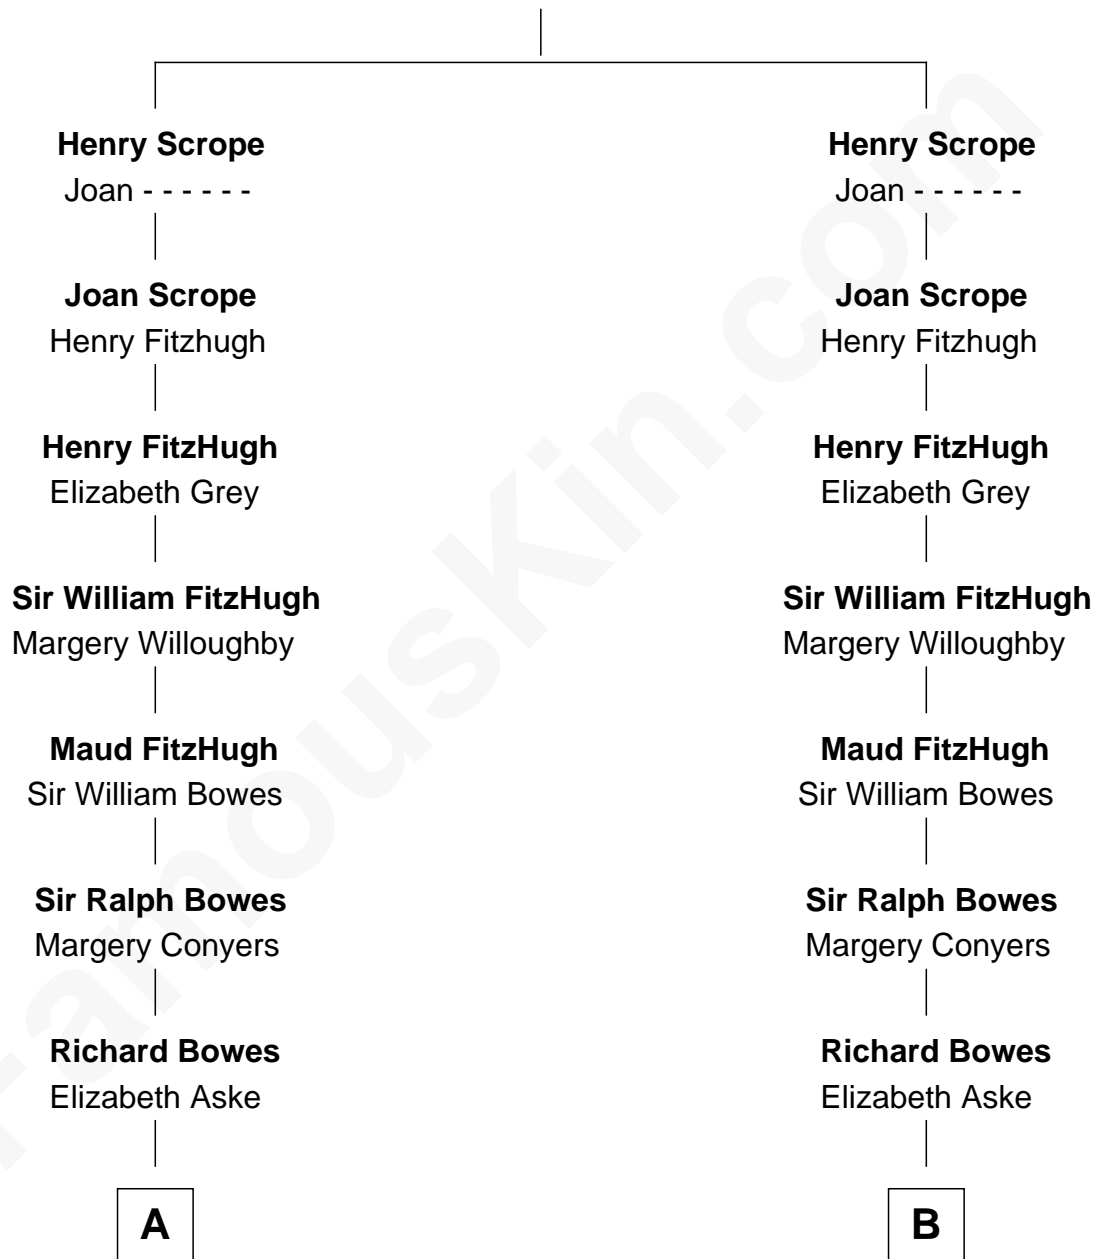 Henry Scrope
Joan - - - - - -
Joan Scrope
Henry Fitzhugh
Henry FitzHugh
Elizabeth Grey
Sir William FitzHugh
Margery Willoughby
Maud FitzHugh
Sir William Bowes
Sir Ralph Bowes
Margery Conyers
Richard Bowes
Elizabeth Aske
A
Henry Scrope
Joan - - - - - -
Joan Scrope
Henry Fitzhugh
Henry FitzHugh
Elizabeth Grey
Sir William FitzHugh
Margery Willoughby
Maud FitzHugh
Sir William Bowes
Sir Ralph Bowes
Margery Conyers
Richard Bowes
Elizabeth Aske
B
FamousKin.com